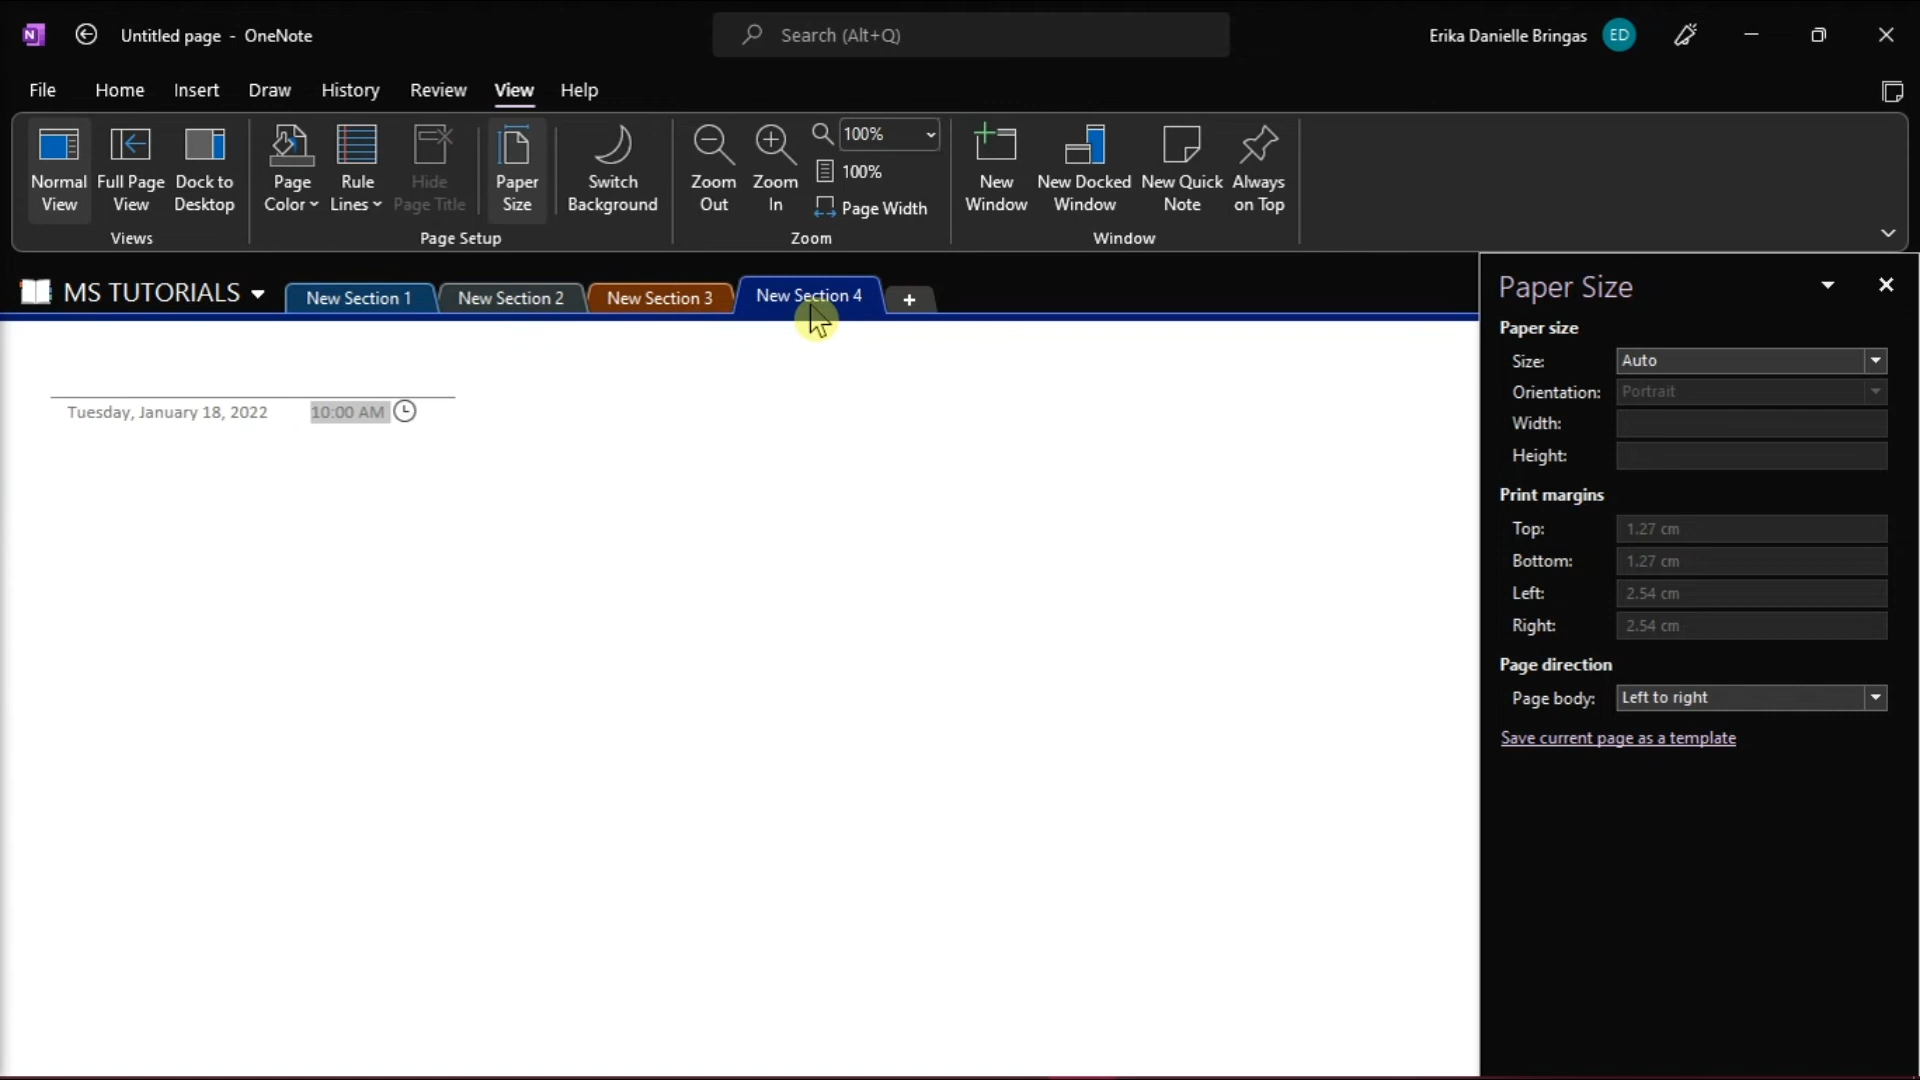 Untitled page - OneNote
Search (Alt+Q)
Erika Danielle Bringas ED
File Home Insert Draw History Review View Help
Normal View
Full Page View
Dock to Desktop
Views
Page Color
Rule Lines
Hide Page Title
Paper Size
Switch Background
Page Setup
Zoom Out
Zoom In
100%
100%
Page Width
Zoom
New Window
New Docked Window
New Quick Note
Always on Top
Window
MS TUTORIALS
New Section 1
New Section 2
New Section 3
New Section 4
+
Tuesday, January 18, 2022 10:00 AM
Paper Size
Paper size
Size: Auto
Orientation: Portrait
Width:
Height:
Print margins
Top: 1.27 cm
Bottom: 1.27 cm
Left: 2.54 cm
Right: 2.54 cm
Page direction
Page body: Left to right
Save current page as a template